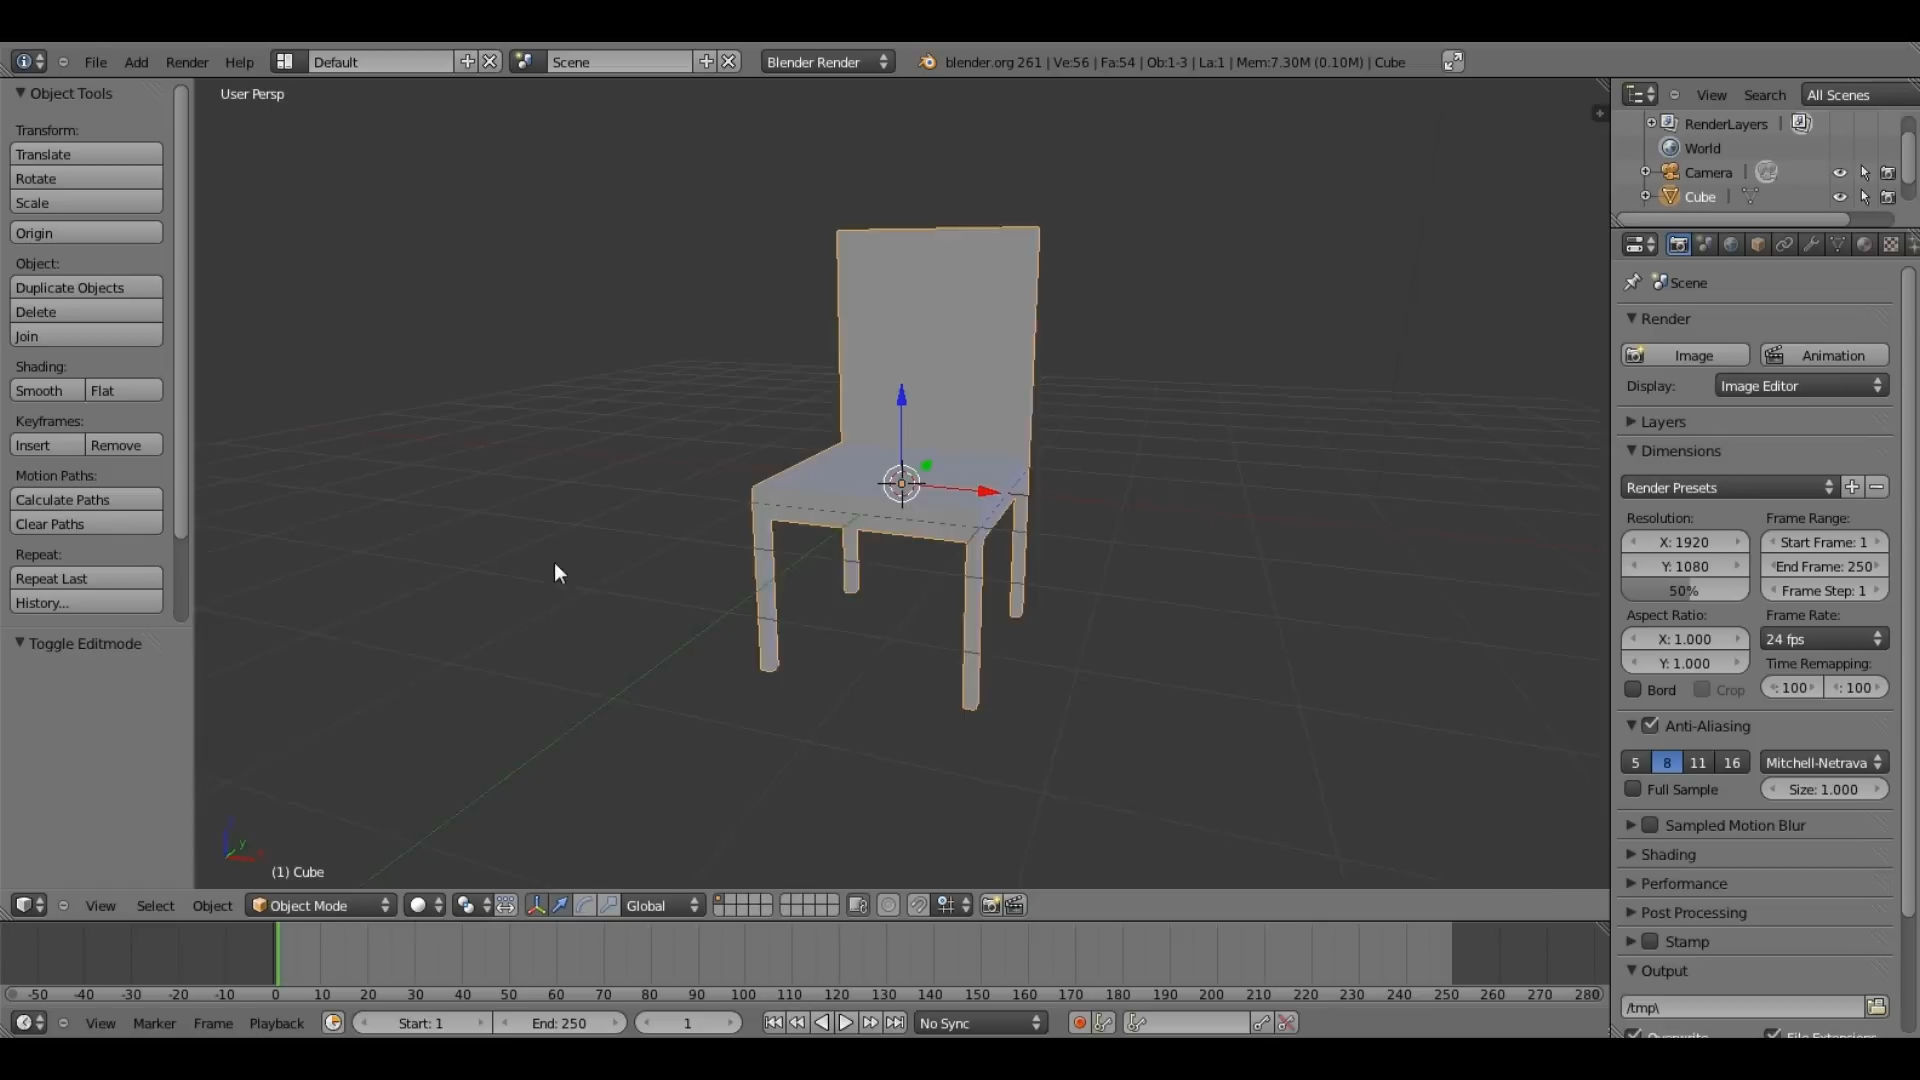 File Add Render Help Default Scene Blender Render blender.org 261 | Ve:56 | Fa:54 | Ob:1-3 | La:1 | Mem:7.30M (0.10M) | Cube
Object Tools
Transform:
Translate
Rotate
Scale
Origin
Object:
Duplicate Objects
Delete
Join
Shading:
Smooth Flat
Keyframes:
Insert Remove
Motion Paths:
Calculate Paths
Clear Paths
Repeat:
Repeat Last
History...
Toggle Editmode
User Persp
y
(1) Cube
View Search All Scenes
RenderLayers |
World
Camera |
Cube |
Scene
Render
Image Animation
Display: Image Editor
Layers
Dimensions
Render Presets
Resolution: Frame Range:
X: 1920 Start Frame: 1
Y: 1080 End Frame: 250
50% Frame Step: 1
Aspect Ratio: Frame Rate:
X: 1.000 24 fps
Y: 1.000 Time Remapping:
Bord Crop : 100 : 100
Anti-Aliasing
5 8 11 16 Mitchell-Netrava
Full Sample Size: 1.000
Sampled Motion Blur
Shading
Performance
Post Processing
Stamp
Output
/tmp\
View Select Object Object Mode Global
-50 -40 -30 -20 -10 0 10 20 30 40 50 60 70 80 90 100 110 120 130 140 150 160 170 180 190 200 210 220 230 240 250 260 270 280
View Marker Frame Playback Start: 1 End: 250 1 No Sync